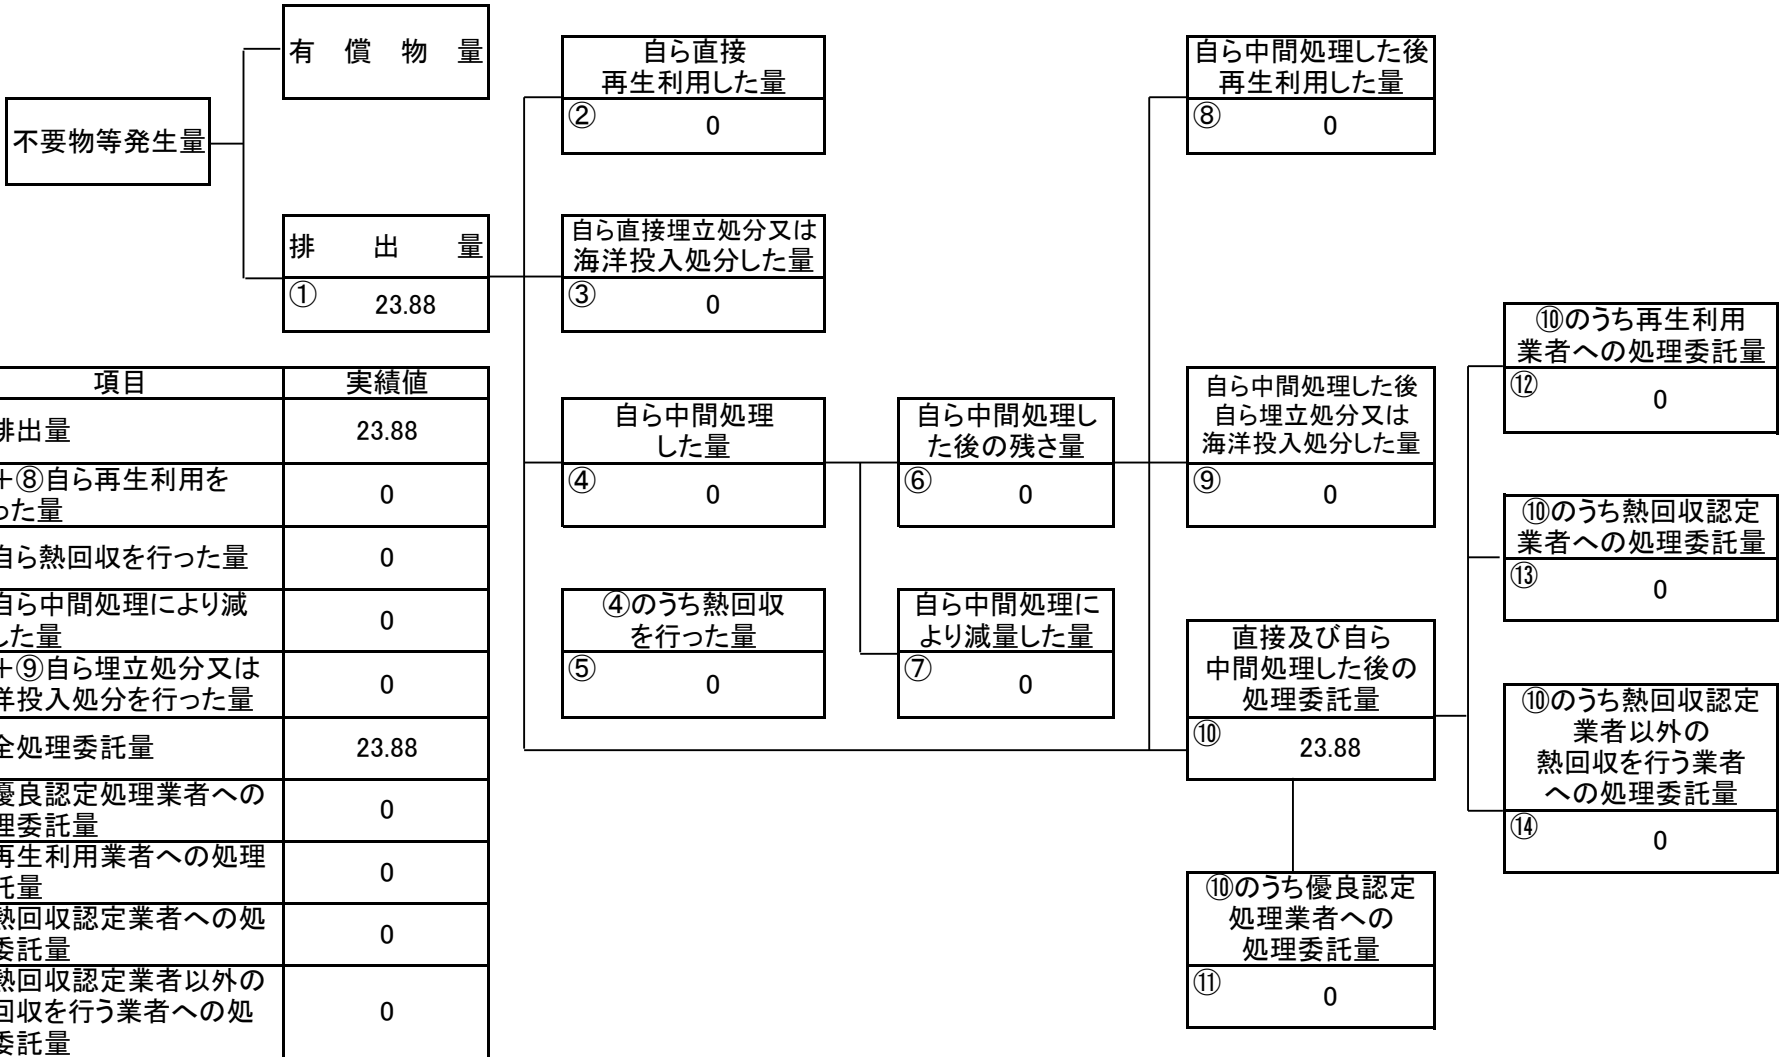 有償物量
不要物等発生量
排出量
① 23.88
自ら直接
再生利用した量
② 0
自ら直接埋立処分又は
海洋投入処分した量
③ 0
自ら中間処理
した量
④ 0
④のうち熱回収
を行った量
⑤ 0
自ら中間処理し
た後の残さ量
⑥ 0
自ら中間処理に
より減量した量
⑦ 0
自ら中間処理した後
再生利用した量
⑧ 0
自ら中間処理した後
自ら埋立処分又は
海洋投入処分した量
⑨ 0
直接及び自ら
中間処理した後の
処理委託量
⑩ 23.88
⑩のうち優良認定
処理業者への
処理委託量
⑪ 0
⑩のうち再生利用
業者への処理委託量
⑫ 0
⑩のうち熱回収認定
業者への処理委託量
⑬ 0
⑩のうち熱回収認定
業者以外の
熱回収を行う業者
への処理委託量
⑭ 0
項目 実績値
排出量 23.88
+⑧自ら再生利用を
った量 0
自ら熱回収を行った量 0
自ら中間処理により減
した量 0
+⑨自ら埋立処分又は
洋投入処分を行った量 0
全処理委託量 23.88
優良認定処理業者への
理委託量 0
再生利用業者への処理
託量 0
熱回収認定業者への処
委託量 0
熱回収認定業者以外の
回収を行う業者への処
委託量 0